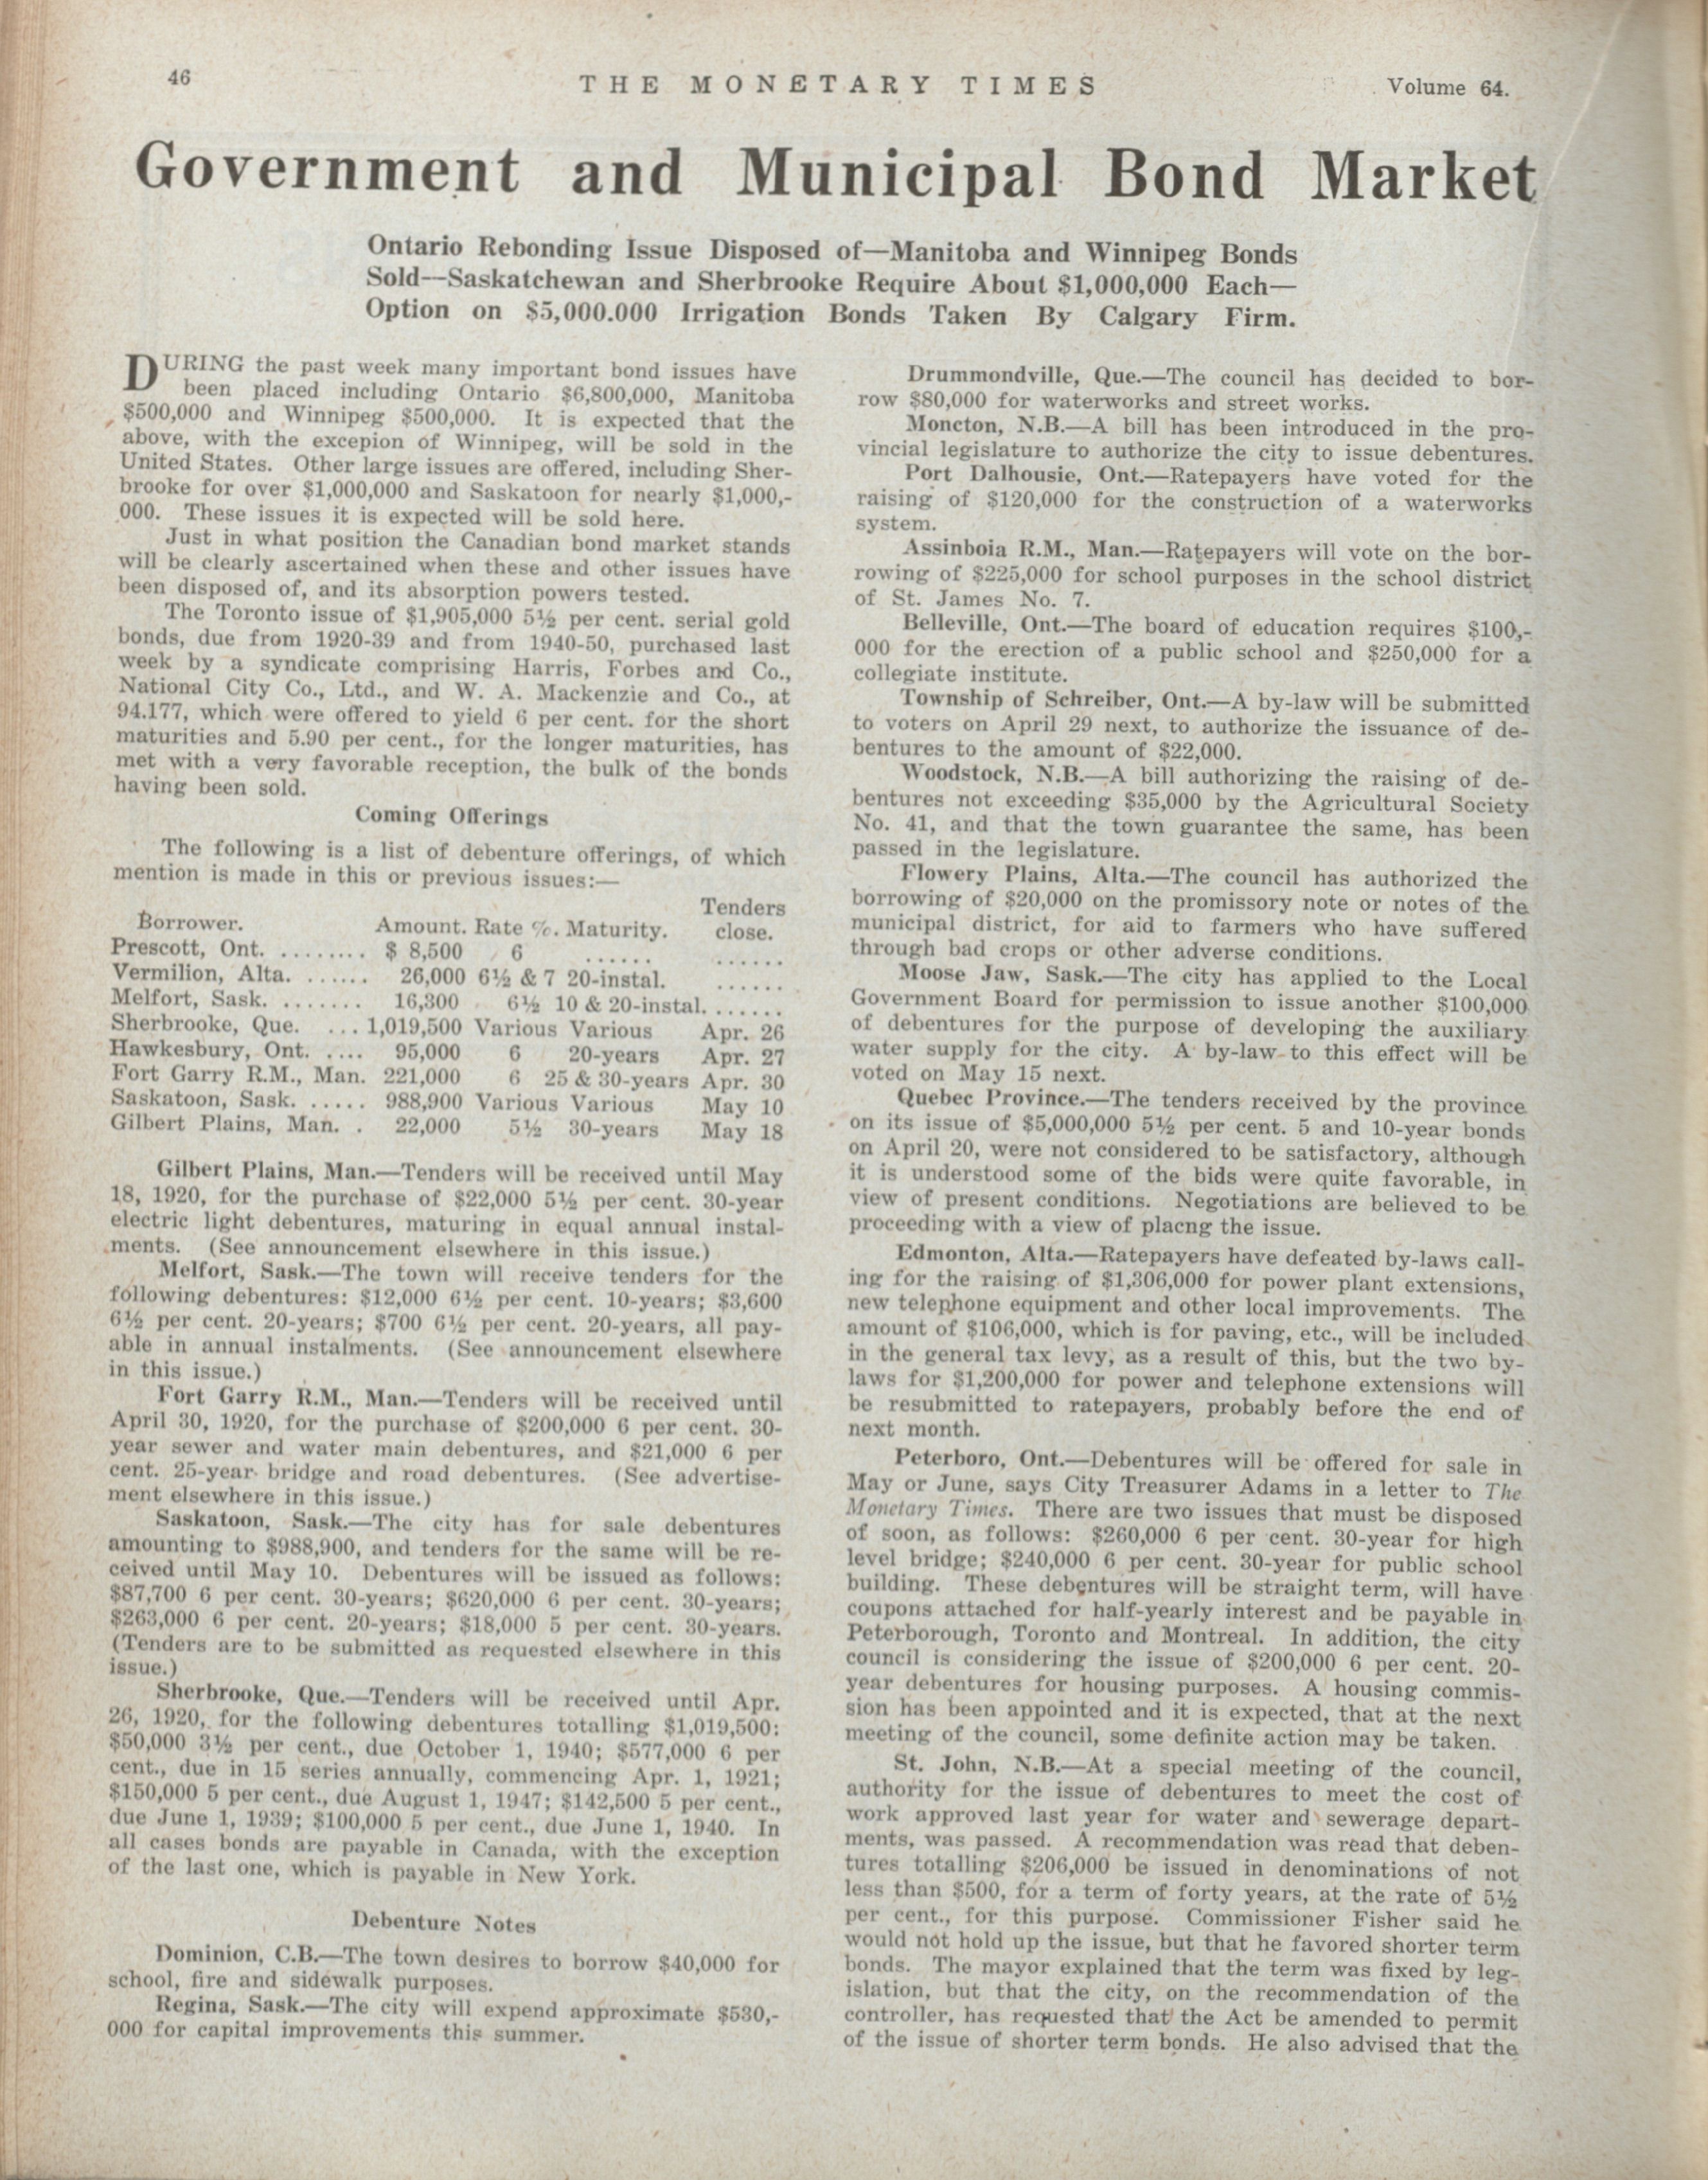 46
THE MONETARY TIMES
Volume 64.
Government and Municipal Bond Market
Ontario Rebonding Issue Disposed of—Manitoba and Winnipeg Bonds
Sold—Saskatchewan and Sherbrooke Require About $1,000,000 Each—
Option on $5,000.000 Irrigation Bonds Taken By Calgary Firm.
DURING the past week many important bond issues have
been placed including Ontario $6,800,000, Manitoba
$500,000 and Winnipeg $500,000. It is expected that the
above, with the excepion of Winnipeg, will be sold in the
United States. Other large issues are offered, including Sher-
brooke for over $1,000,000 and Saskatoon for nearly $1,000,-
000. These issues it is expected will be sold here.
Just in what position the Canadian bond market stands
will be clearly ascertained when these and other issues have
been disposed of, and its absorption powers tested.
The Toronto issue of $1,905,000 5½ per cent. serial gold
bonds, due from 1920-39 and from 1940-50, purchased last
week by a syndicate comprising Harris, Forbes and Co.,
National City Co., Ltd., and W. A. Mackenzie and Co., at
94.177, which were offered to yield 6 per cent. for the short
maturities and 5.90 per cent., for the longer maturities, has
met with a very favorable reception, the bulk of the bonds
having been sold.
Coming Offerings
The following is a list of debenture offerings, of which
mention is made in this or previous issues:—
Tenders
Borrower. Amount. Rate %. Maturity. close.
Prescott, Ont. ........ $ 8,500 6 ...... ......
Vermilion, Alta. ...... 26,000 6½ & 7 20-instal. ......
Melfort, Sask. ........ 16,300 6½ 10 & 20-instal. ......
Sherbrooke, Que. ... 1,019,500 Various Various Apr. 26
Hawkesbury, Ont. .... 95,000 6 20-years Apr. 27
Fort Garry R.M., Man. 221,000 6 25 & 30-years Apr. 30
Saskatoon, Sask. ..... 988,900 Various Various May 10
Gilbert Plains, Man. . 22,000 5½ 30-years May 18
Gilbert Plains, Man.—Tenders will be received until May
18, 1920, for the purchase of $22,000 5½ per cent. 30-year
electric light debentures, maturing in equal annual instal-
ments. (See announcement elsewhere in this issue.)
Melfort, Sask.—The town will receive tenders for the
following debentures: $12,000 6½ per cent. 10-years; $3,600
6½ per cent. 20-years; $700 6½ per cent. 20-years, all pay-
able in annual instalments. (See announcement elsewhere
in this issue.)
Fort Garry R.M., Man.—Tenders will be received until
April 30, 1920, for the purchase of $200,000 6 per cent. 30-
year sewer and water main debentures, and $21,000 6 per
cent. 25-year bridge and road debentures. (See advertise-
ment elsewhere in this issue.)
Saskatoon, Sask.—The city has for sale debentures
amounting to $988,900, and tenders for the same will be re-
ceived until May 10. Debentures will be issued as follows:
$87,700 6 per cent. 30-years; $620,000 6 per cent. 30-years;
$263,000 6 per cent. 20-years; $18,000 5 per cent. 30-years.
(Tenders are to be submitted as requested elsewhere in this
issue.)
Sherbrooke, Que.—Tenders will be received until Apr.
26, 1920, for the following debentures totalling $1,019,500:
$50,000 3½ per cent., due October 1, 1940; $577,000 6 per
cent., due in 15 series annually, commencing Apr. 1, 1921;
$150,000 5 per cent., due August 1, 1947; $142,500 5 per cent.,
due June 1, 1939; $100,000 5 per cent., due June 1, 1940. In
all cases bonds are payable in Canada, with the exception
of the last one, which is payable in New York.
Debenture Notes
Dominion, C.B.—The town desires to borrow $40,000 for
school, fire and sidewalk purposes.
Regina, Sask.—The city will expend approximate $530,-
000 for capital improvements this summer.
Drummondville, Que.—The council has decided to bor-
row $80,000 for waterworks and street works.
Moncton, N.B.—A bill has been introduced in the pro-
vincial legislature to authorize the city to issue debentures.
Port Dalhousie, Ont.—Ratepayers have voted for the
raising of $120,000 for the construction of a waterworks
system.
Assinboia R.M., Man.—Ratepayers will vote on the bor-
rowing of $225,000 for school purposes in the school district
of St. James No. 7.
Belleville, Ont.—The board of education requires $100,-
000 for the erection of a public school and $250,000 for a
collegiate institute.
Township of Schreiber, Ont.—A by-law will be submitted
to voters on April 29 next, to authorize the issuance of de-
bentures to the amount of $22,000.
Woodstock, N.B.—A bill authorizing the raising of de-
bentures not exceeding $35,000 by the Agricultural Society
No. 41, and that the town guarantee the same, has been
passed in the legislature.
Flowery Plains, Alta.—The council has authorized the
borrowing of $20,000 on the promissory note or notes of the
municipal district, for aid to farmers who have suffered
through bad crops or other adverse conditions.
Moose Jaw, Sask.—The city has applied to the Local
Government Board for permission to issue another $100,000
of debentures for the purpose of developing the auxiliary
water supply for the city. A by-law to this effect will be
voted on May 15 next.
Quebec Province.—The tenders received by the province
on its issue of $5,000,000 5½ per cent. 5 and 10-year bonds
on April 20, were not considered to be satisfactory, although
it is understood some of the bids were quite favorable, in
view of present conditions. Negotiations are believed to be
proceeding with a view of placng the issue.
Edmonton, Alta.—Ratepayers have defeated by-laws call-
ing for the raising of $1,306,000 for power plant extensions,
new telephone equipment and other local improvements. The
amount of $106,000, which is for paving, etc., will be included
in the general tax levy, as a result of this, but the two by-
laws for $1,200,000 for power and telephone extensions will
be resubmitted to ratepayers, probably before the end of
next month.
Peterboro, Ont.—Debentures will be offered for sale in
May or June, says City Treasurer Adams in a letter to The
Monetary Times. There are two issues that must be disposed
of soon, as follows: $260,000 6 per cent. 30-year for high
level bridge; $240,000 6 per cent. 30-year for public school
building. These debentures will be straight term, will have
coupons attached for half-yearly interest and be payable in
Peterborough, Toronto and Montreal. In addition, the city
council is considering the issue of $200,000 6 per cent. 20-
year debentures for housing purposes. A housing commis-
sion has been appointed and it is expected, that at the next
meeting of the council, some definite action may be taken.
St. John, N.B.—At a special meeting of the council,
authority for the issue of debentures to meet the cost of
work approved last year for water and sewerage depart-
ments, was passed. A recommendation was read that deben-
tures totalling $206,000 be issued in denominations of not
less than $500, for a term of forty years, at the rate of 5½
per cent., for this purpose. Commissioner Fisher said he
would not hold up the issue, but that he favored shorter term
bonds. The mayor explained that the term was fixed by leg-
islation, but that the city, on the recommendation of the
controller, has requested that the Act be amended to permit
of the issue of shorter term bonds. He also advised that the